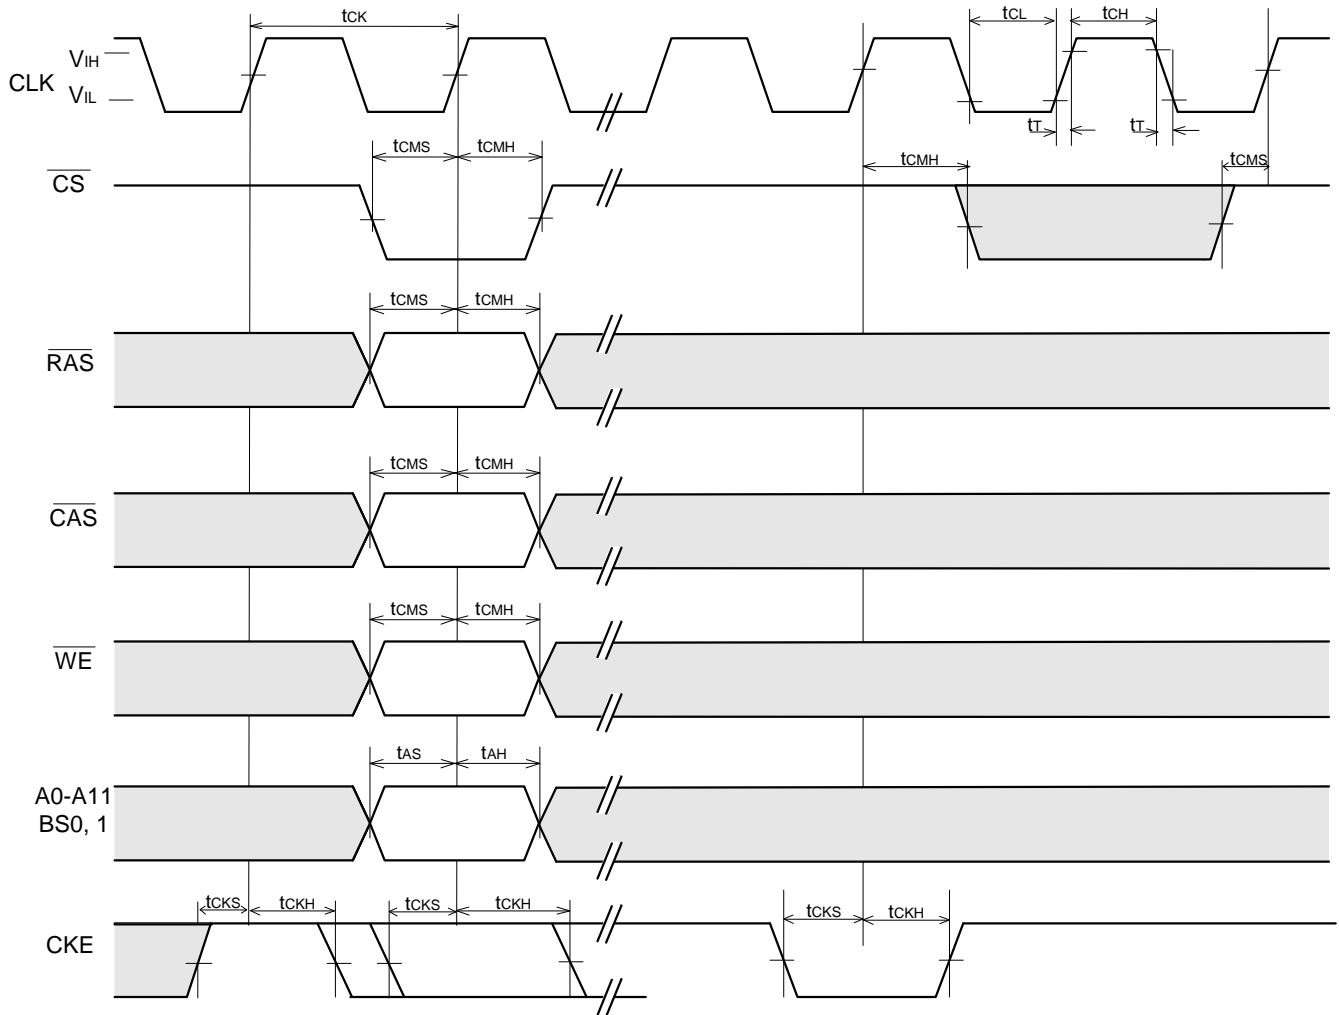 tCK
tCL
tCH
VIH
CLK
VIL
tT
tT
tCMS
tCMH
tCMH
tCMS
CS
tCMS
tCMH
RAS
tCMS
tCMH
CAS
tCMS
tCMH
WE
tAS
tAH
A0-A11
BS0, 1
tCKS
tCKH
tCKS
tCKH
tCKS
tCKH
CKE